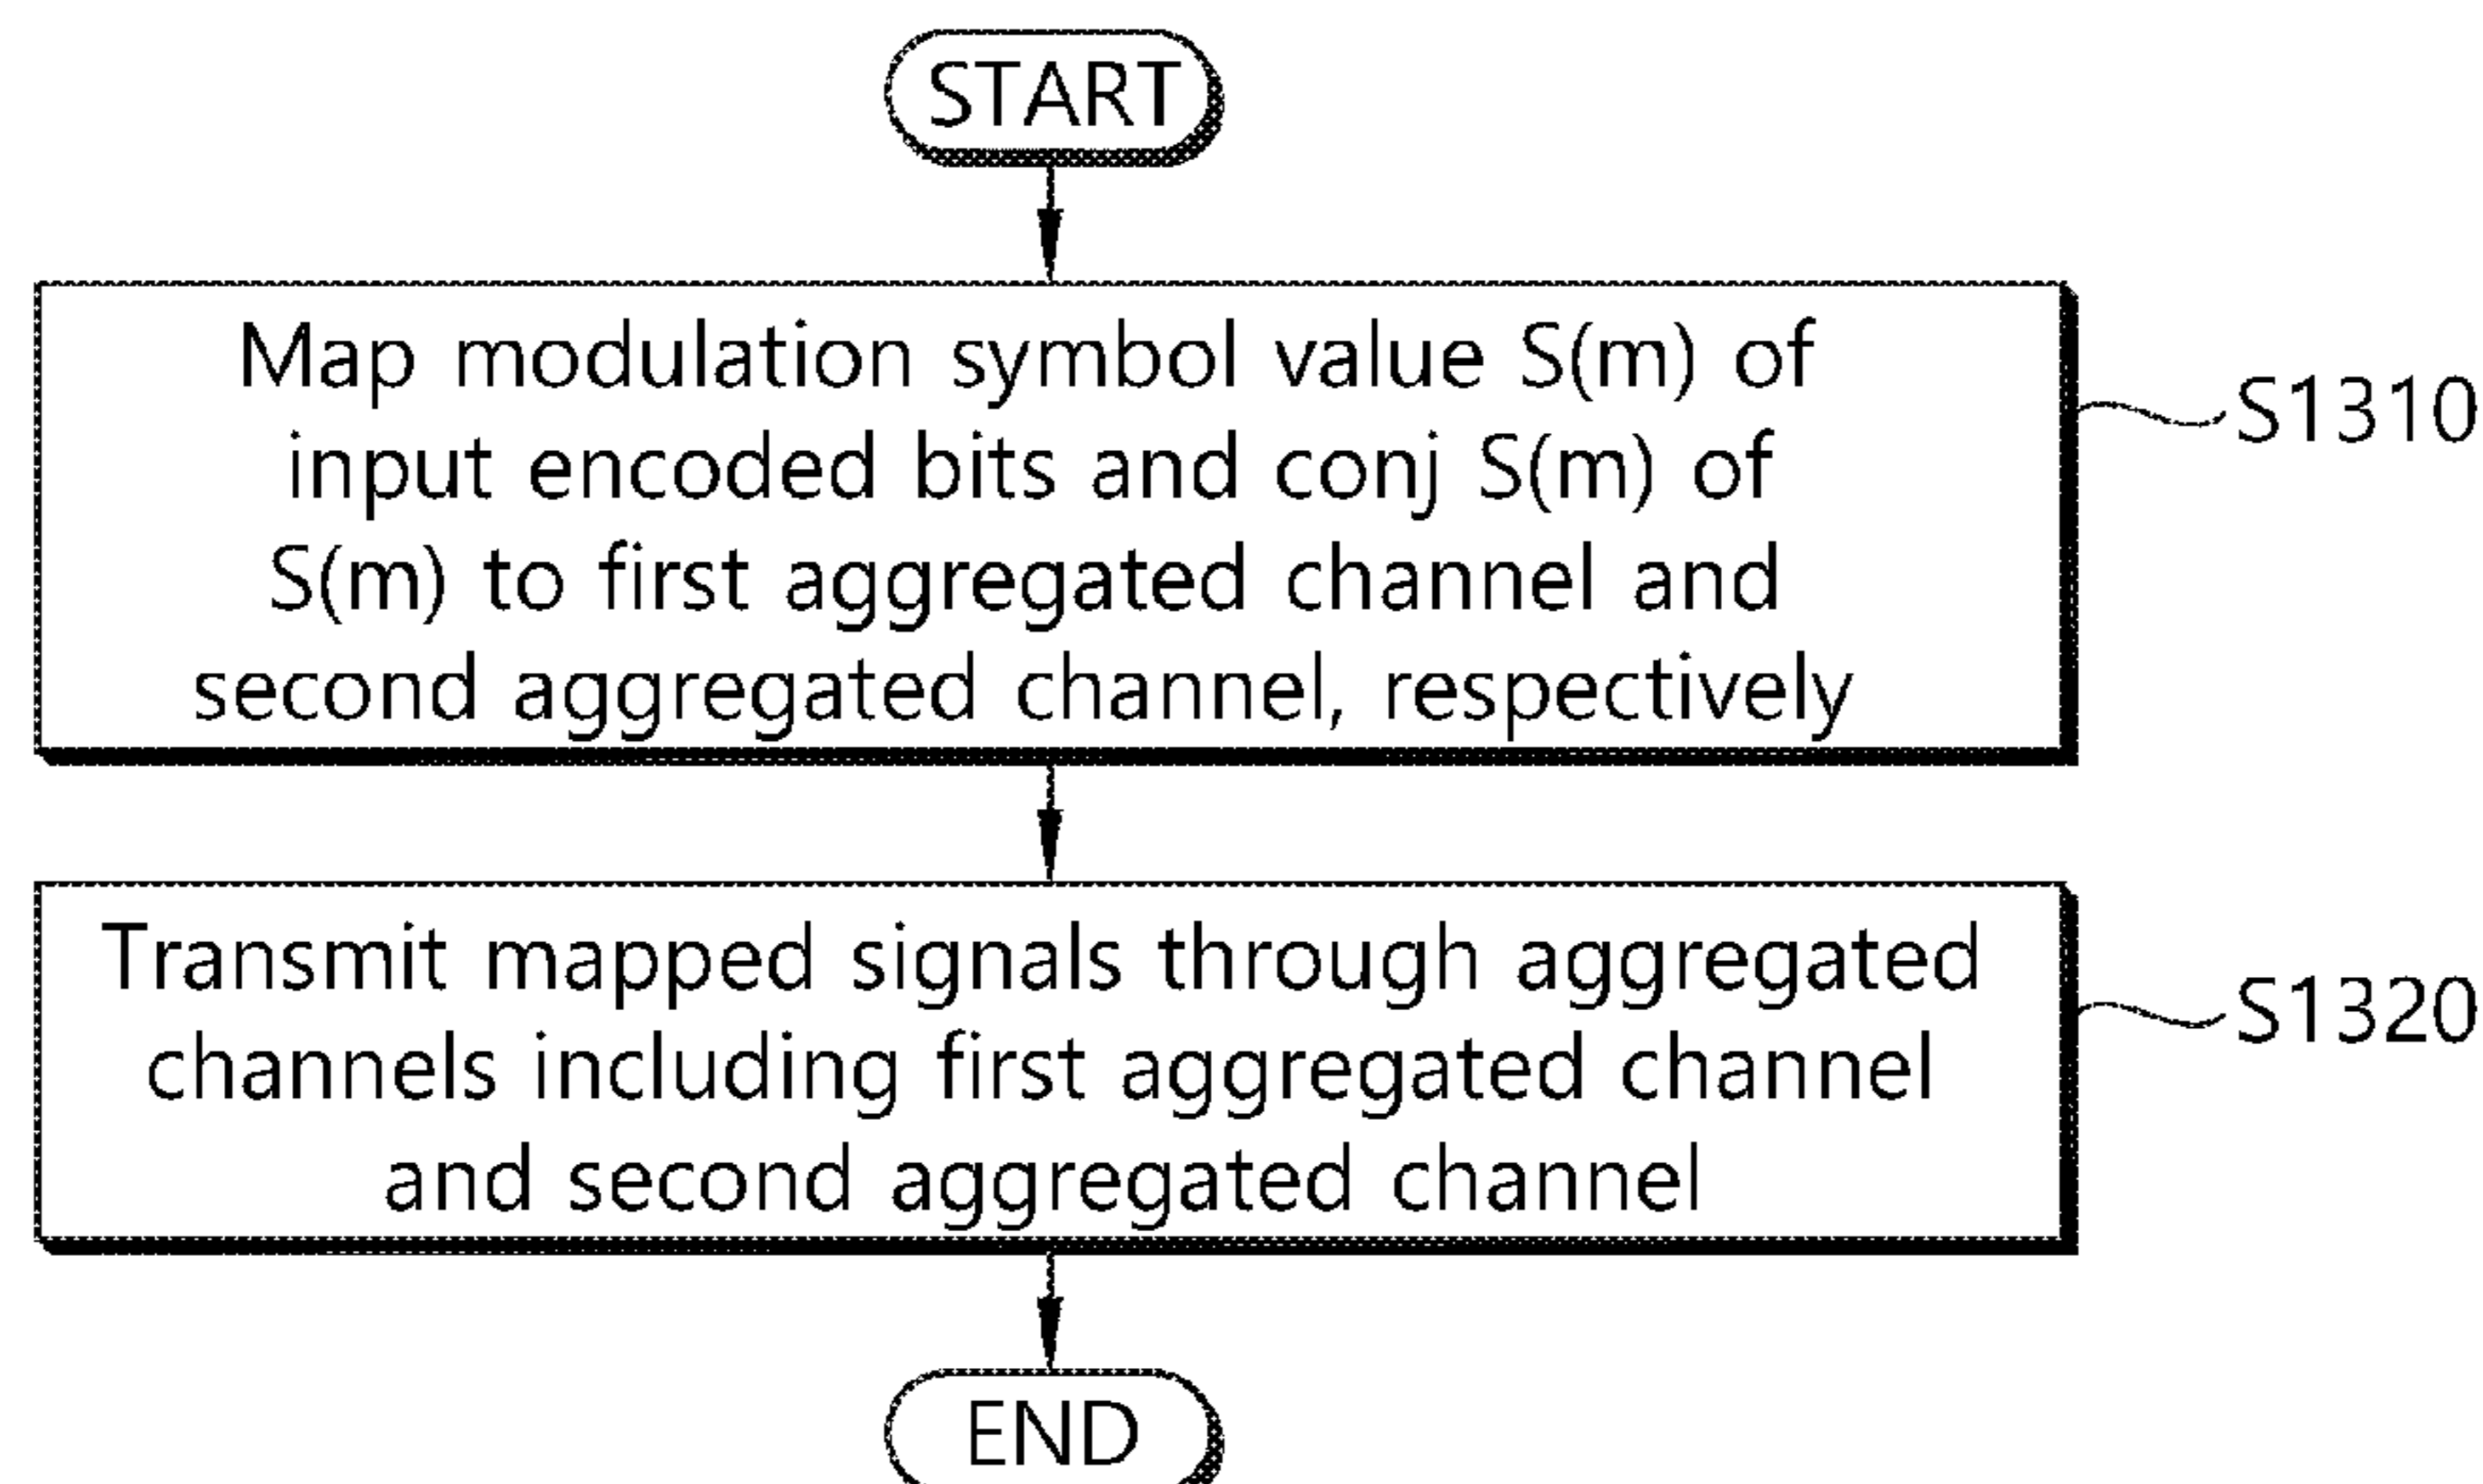 START
Map modulation symbol value S(m) of
input encoded bits and conj S(m) of
S(m) to first aggregated channel and
second aggregated channel, respectively
S1310
Transmit mapped signals through aggregated
channels including first aggregated channel
and second aggregated channel
S1320
END